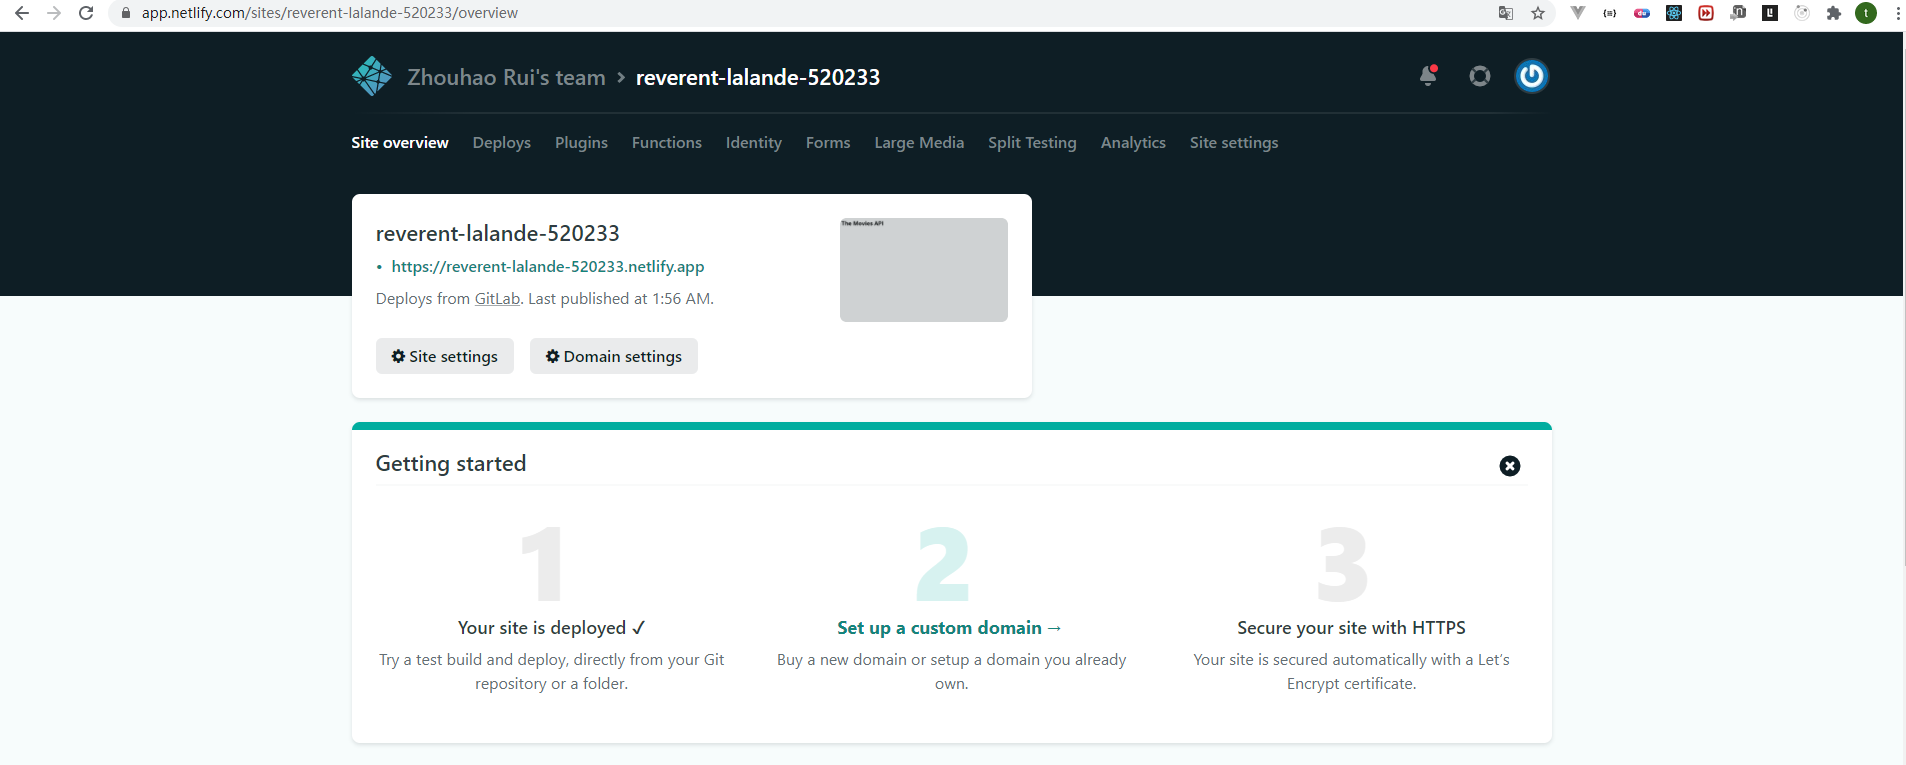 app.netlify.com/sites/reverent-lalande-520233/overview
Zhouhao Rui's team > reverent-lalande-520233
Site overview Deploys Plugins Functions Identity Forms Large Media Split Testing Analytics Site settings
reverent-lalande-520233
• https://reverent-lalande-520233.netlify.app
Deploys from GitLab. Last published at 1:56 AM.
The Movies API
Site settings Domain settings
Getting started
1 2 3
Your site is deployed ✓
Try a test build and deploy, directly from your Git
repository or a folder.
Set up a custom domain →
Buy a new domain or setup a domain you already
own.
Secure your site with HTTPS
Your site is secured automatically with a Let's
Encrypt certificate.